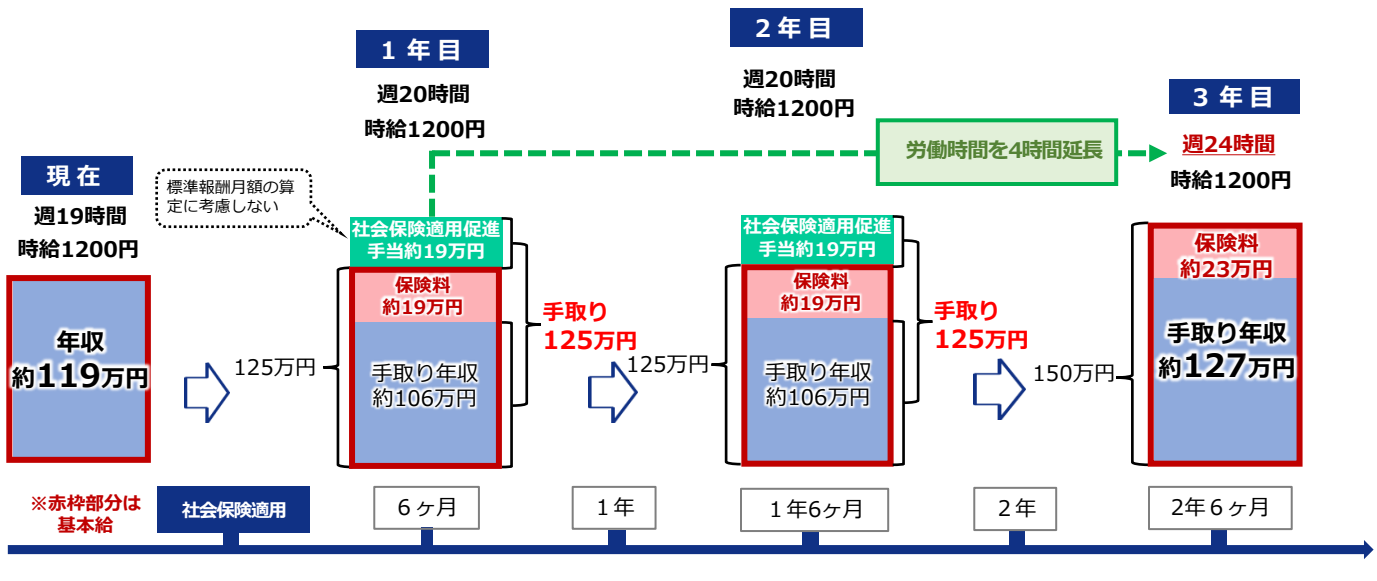 現在
週19時間
時給1200円
年収
約119万円
※赤枠部分は
基本給
社会保険適用
標準報酬月額の算
定に考慮しない
1年目
週20時間
時給1200円
社会保険適用促進
手当約19万円
保険料
約19万円
手取り年収
約106万円
125万円
手取り
125万円
6ヶ月
1年
2年目
週20時間
時給1200円
社会保険適用促進
手当約19万円
保険料
約19万円
手取り年収
約106万円
125万円
手取り
125万円
1年6ヶ月
2年
労働時間を4時間延長
3年目
週24時間
時給1200円
保険料
約23万円
手取り年収
約127万円
150万円
2年6ヶ月